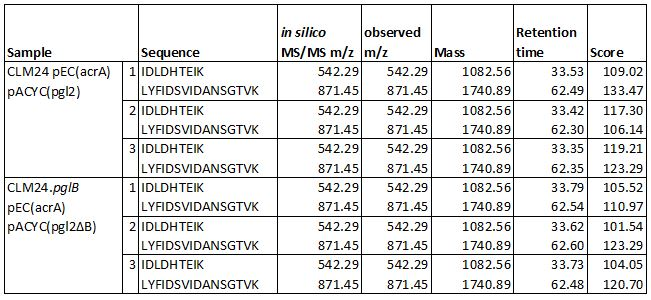 Sample Sequence in silico MS/MS m/z observed m/z Mass Retention time Score
CLM24 pEC(acrA) 1 IDLDHTEIK 542.29 542.29 1082.56 33.53 109.02
pACYC(pgl2) LYFIDSVIDANSGTVK 871.45 871.45 1740.89 62.49 133.47
2 IDLDHTEIK 542.29 542.29 1082.56 33.42 117.30
LYFIDSVIDANSGTVK 871.45 871.45 1740.89 62.30 106.14
3 IDLDHTEIK 542.29 542.29 1082.56 33.35 119.21
LYFIDSVIDANSGTVK 871.45 871.45 1740.89 62.35 123.29
CLM24.pglB 1 IDLDHTEIK 542.29 542.29 1082.56 33.79 105.52
pEC(acrA) LYFIDSVIDANSGTVK 871.45 871.45 1740.89 62.54 110.97
pACYC(pgl2ΔB) 2 IDLDHTEIK 542.29 542.29 1082.56 33.62 101.54
LYFIDSVIDANSGTVK 871.45 871.45 1740.89 62.60 123.29
3 IDLDHTEIK 542.29 542.29 1082.56 33.73 104.05
LYFIDSVIDANSGTVK 871.45 871.45 1740.89 62.48 120.70